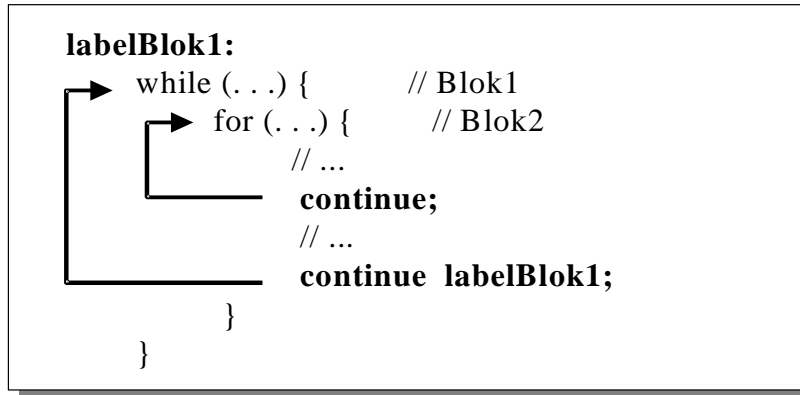 labelBlok1:
while (. . .) { // Blok1
for (. . .) { // Blok2
// ...
continue;
// ...
continue labelBlok1;
}
}